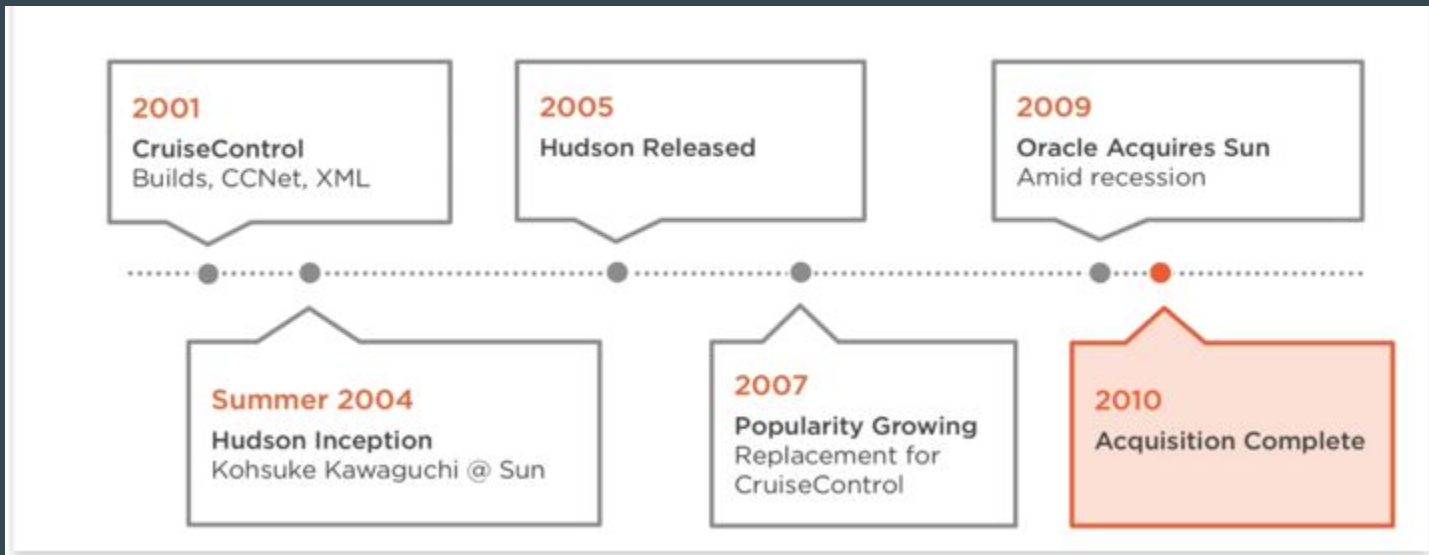 2001
CruiseControl
Builds, CCNet, XML
Summer 2004
Hudson Inception
Kohsuke Kawaguchi @ Sun
2005
Hudson Released
2007
Popularity Growing
Replacement for
CruiseControl
2009
Oracle Acquires Sun
Amid recession
2010
Acquisition Complete